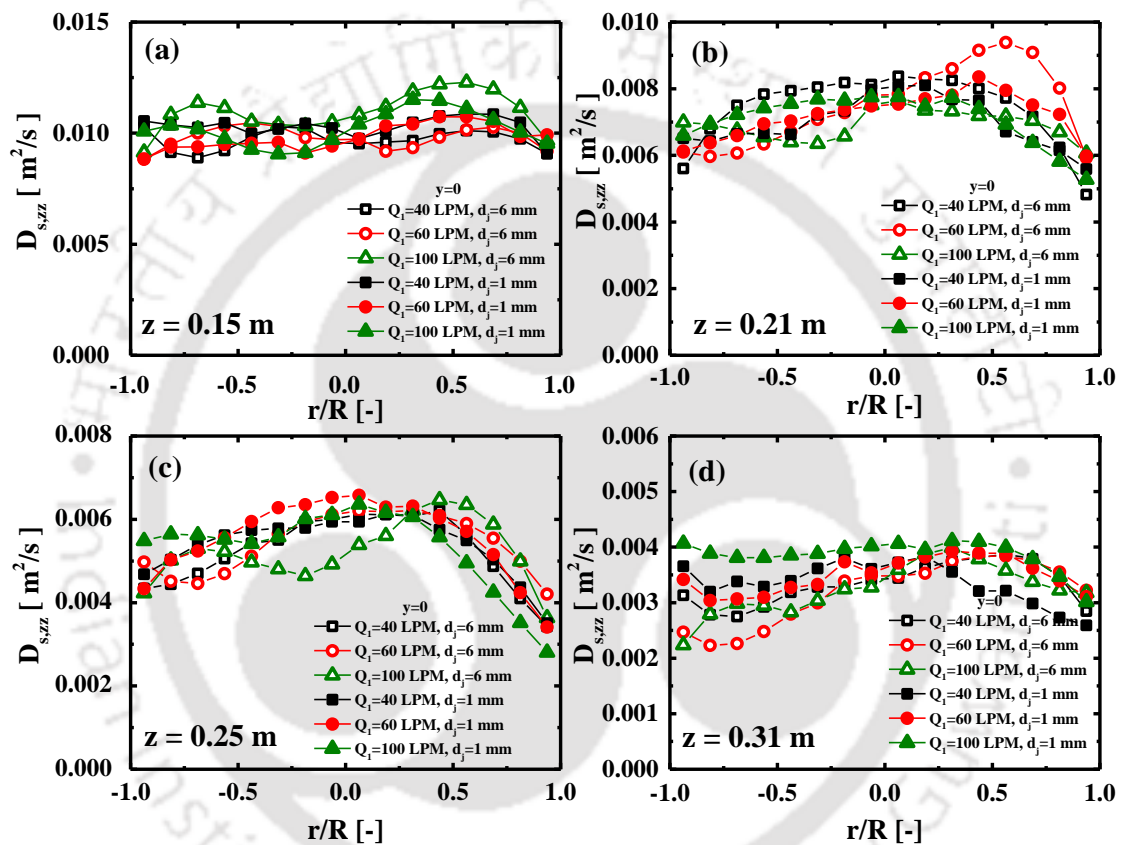 (a)
D_s,zz [ m²/s ]
0.015
0.010
0.005
0.000
y=0
Q₁=40 LPM, d_j=6 mm
Q₁=60 LPM, d_j=6 mm
Q₁=100 LPM, d_j=6 mm
Q₁=40 LPM, d_j=1 mm
Q₁=60 LPM, d_j=1 mm
Q₁=100 LPM, d_j=1 mm
z = 0.15 m
-1.0 -0.5 0.0 0.5 1.0
r/R [-]
(b)
D_s,zz [ m²/s ]
0.010
0.008
0.006
0.004
0.002
0.000
y=0
Q₁=40 LPM, d_j=6 mm
Q₁=60 LPM, d_j=6 mm
Q₁=100 LPM, d_j=6 mm
Q₁=40 LPM, d_j=1 mm
Q₁=60 LPM, d_j=1 mm
Q₁=100 LPM, d_j=1 mm
z = 0.21 m
-1.0 -0.5 0.0 0.5 1.0
r/R [-]
(c)
D_s,zz [ m²/s ]
0.008
0.006
0.004
0.002
0.000
y=0
Q₁=40 LPM, d_j=6 mm
Q₁=60 LPM, d_j=6 mm
Q₁=100 LPM, d_j=6 mm
Q₁=40 LPM, d_j=1 mm
Q₁=60 LPM, d_j=1 mm
Q₁=100 LPM, d_j=1 mm
z = 0.25 m
-1.0 -0.5 0.0 0.5 1.0
r/R [-]
(d)
D_s,zz [ m²/s ]
0.006
0.005
0.004
0.003
0.002
0.001
0.000
y=0
Q₁=40 LPM, d_j=6 mm
Q₁=60 LPM, d_j=6 mm
Q₁=100 LPM, d_j=6 mm
Q₁=40 LPM, d_j=1 mm
Q₁=60 LPM, d_j=1 mm
Q₁=100 LPM, d_j=1 mm
z = 0.31 m
-1.0 -0.5 0.0 0.5 1.0
r/R [-]